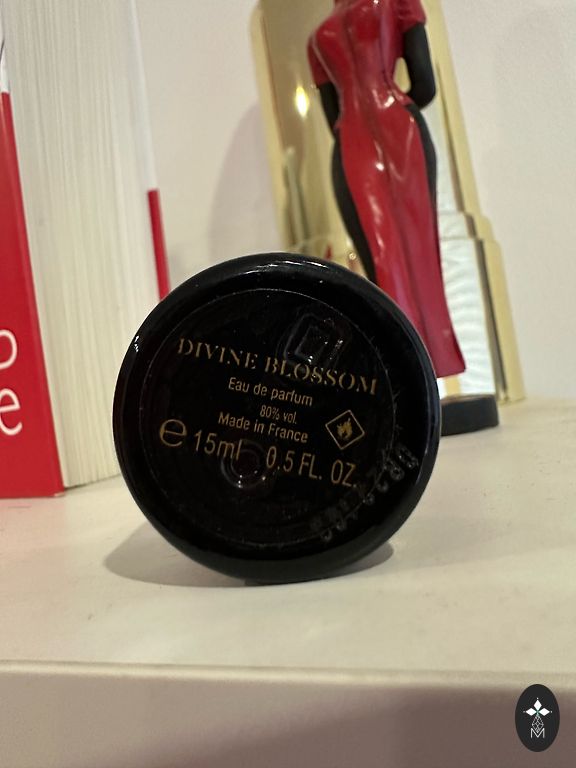 DIVINE BLOSSOM
Eau de parfum
80% vol.
Made in France
e 15ml 0.5 FL. OZ.